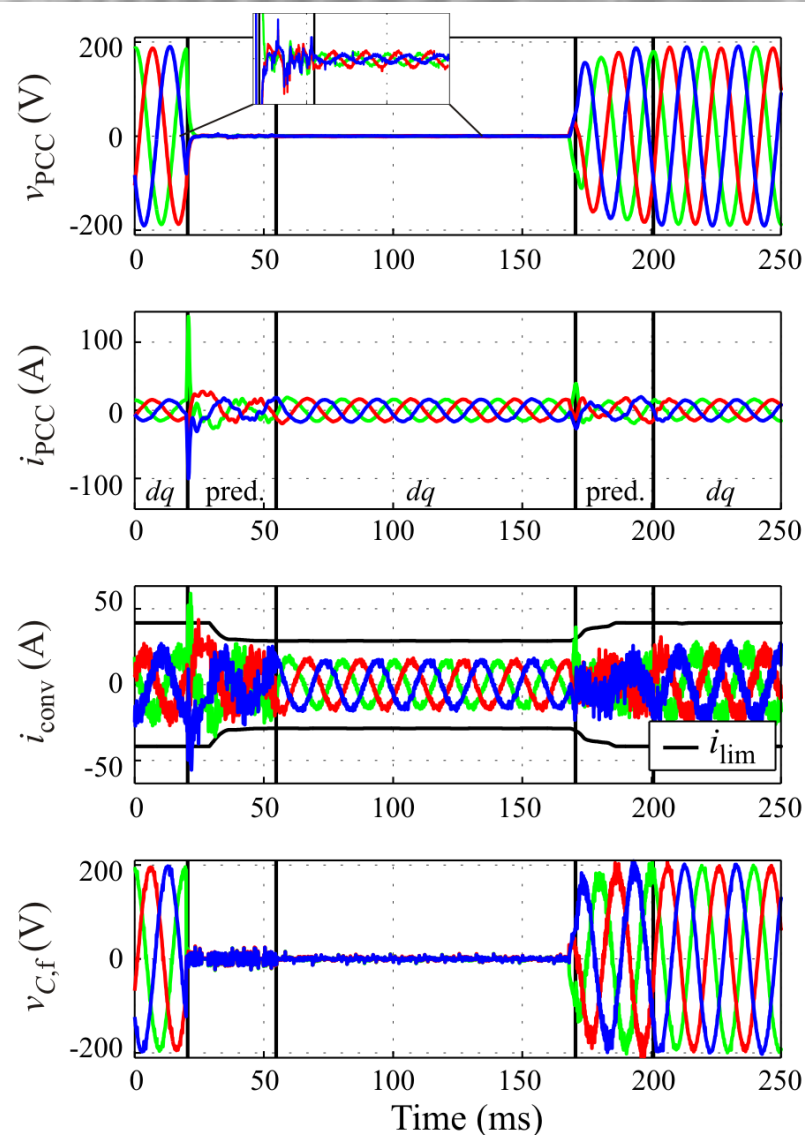 200
0
-200
v_PCC (V)
0 50 100 150 200 250
100
0
-100
i_PCC (A)
dq pred. dq pred. dq
0 50 100 150 200 250
50
0
-50
i_conv (A)
i_lim
0 50 100 150 200 250
200
0
-200
v_C,f (V)
0 50 100 150 200 250
Time (ms)